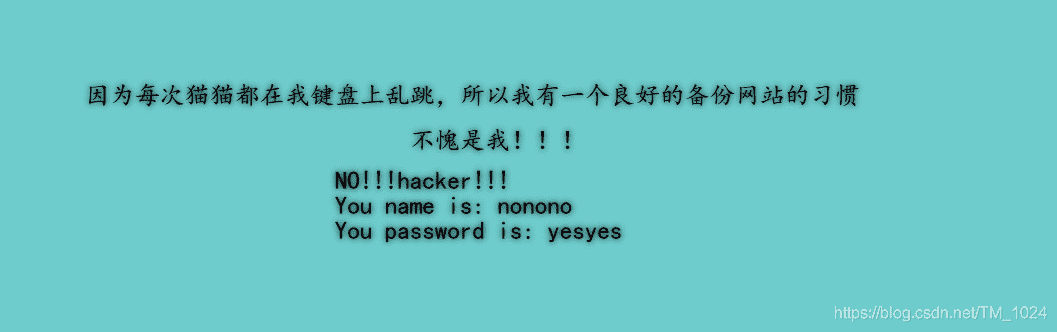 因为每次猫猫都在我键盘上乱跳，所以我有一个良好的备份网站的习惯
不愧是我！！！
NO!!!hacker!!!
You name is: nonono
You password is: yesyes
https://blog.csdn.net/TM_1024